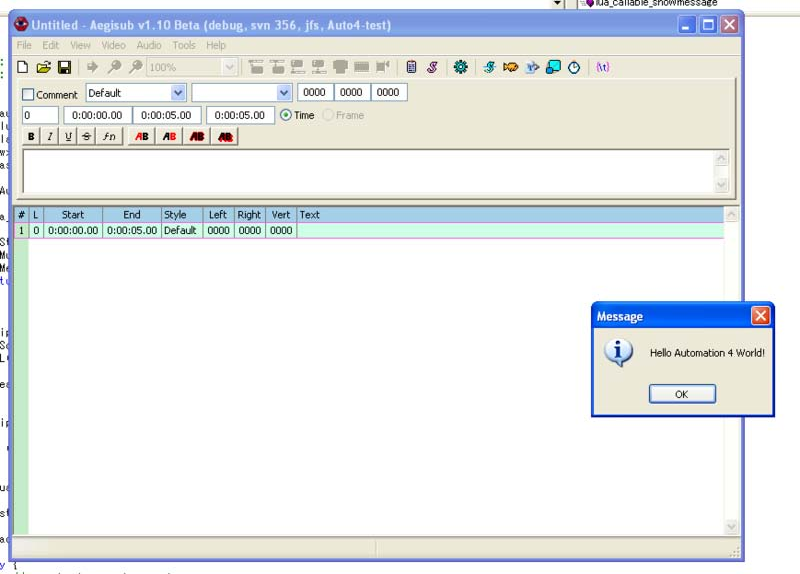 lua_callable_showmessage
Untitled - Aegisub v1.10 Beta (debug, svn 356, jfs, Auto4-test)
File Edit View Video Audio Tools Help
100%
Comment Default 0000 0000 0000
0 0:00:00.00 0:00:05.00 0:00:05.00 Time Frame
B I U S fn AB AB AB AB
# L Start End Style Left Right Vert Text
1 0 0:00:00.00 0:00:05.00 Default 0000 0000 0000
Message
Hello Automation 4 World!
OK